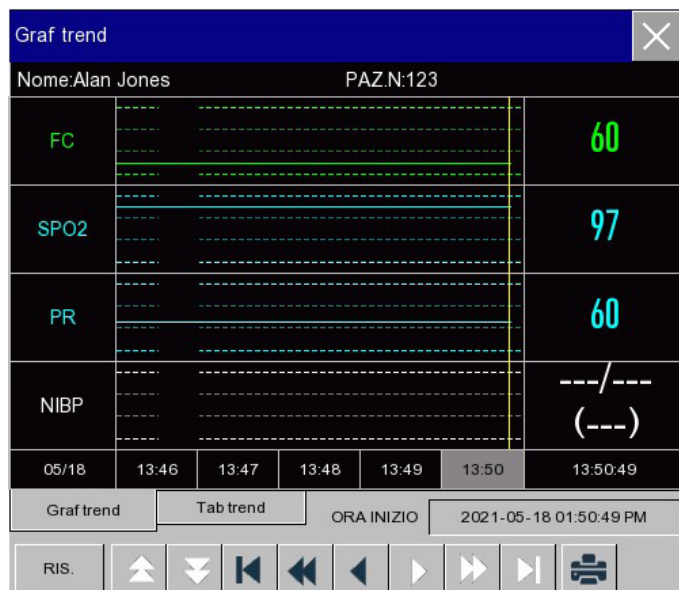 Graf trend
Nome:Alan Jones PAZ.N:123
FC 60
SPO2 97
PR 60
NIBP ---/---
(---)
05/18 13:46 13:47 13:48 13:49 13:50 13:50:49
Graf trend Tab trend ORA INIZIO 2021-05-18 01:50:49 PM
RIS.